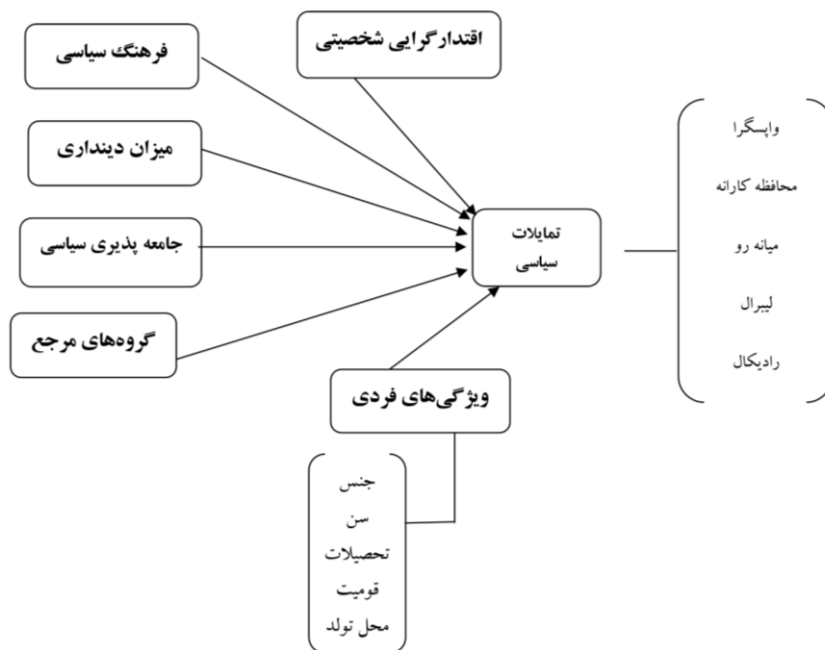 اقتدارگرایی شخصیتی
فرهنگ سیاسی
میزان دینداری
جامعه پذیری سیاسی
گروه‌های مرجع
تمایلات
سیاسی
واپسگرا
محافظه کارانه
میانه رو
لیبرال
رادیکال
ویژگی‌های فردی
جنس
سن
تحصیلات
قومیت
محل تولد